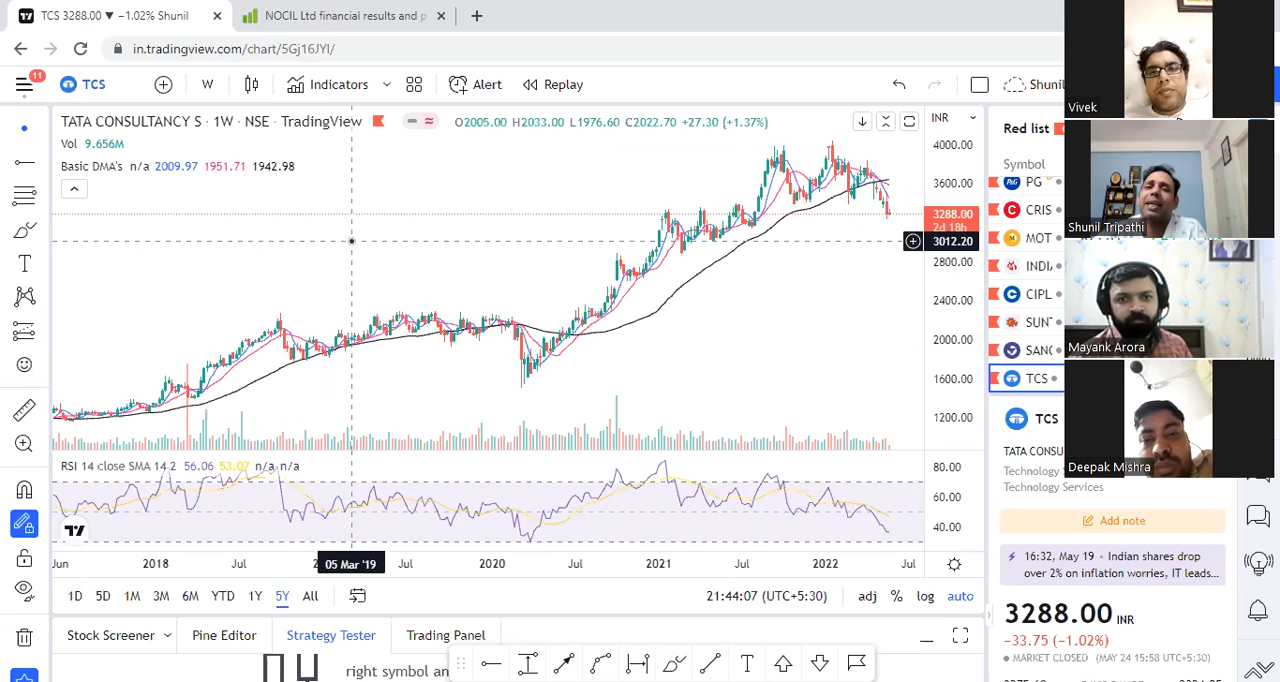 TCS 3288.00 ▼ −1.02% Shunil
NOCIL Ltd financial results and p
in.tradingview.com/chart/5Gj16JYl/
11
TCS
W
Indicators
Alert
Replay
Shunil
Vivek
TATA CONSULTANCY S · 1W · NSE · TradingView
O2005.00 H2033.00 L1976.60 C2022.70 +27.30 (+1.37%)
INR
Vol 9.656M
Basic DMA's n/a 2009.97 1951.71 1942.98
4000.00
3600.00
3288.00
2d 18h
3012.20
2800.00
2400.00
2000.00
1600.00
1200.00
Red list
Symbol
PG
CRIS
MOT
INDI
CIPL
SUN
SANO
TCS
Shunil Tripathi
Mayank Arora
Deepak Mishra
RSI 14 close SMA 14 2 56.06 53.07 n/a n/a
80.00
60.00
40.00
Jun
2018
Jul
05 Mar '19
Jul
2020
Jul
2021
Jul
2022
Jul
TCS
TATA CONSU
Technology
Technology Services
Add note
16:32, May 19 • Indian shares drop
over 2% on inflation worries, IT leads...
1D 5D 1M 3M 6M YTD 1Y 5Y All
21:44:07 (UTC+5:30)
adj % log auto
3288.00 INR
−33.75 (−1.02%)
MARKET CLOSED (MAY 24 15:58 UTC+5:30)
Stock Screener
Pine Editor
Strategy Tester
Trading Panel
right symbol an